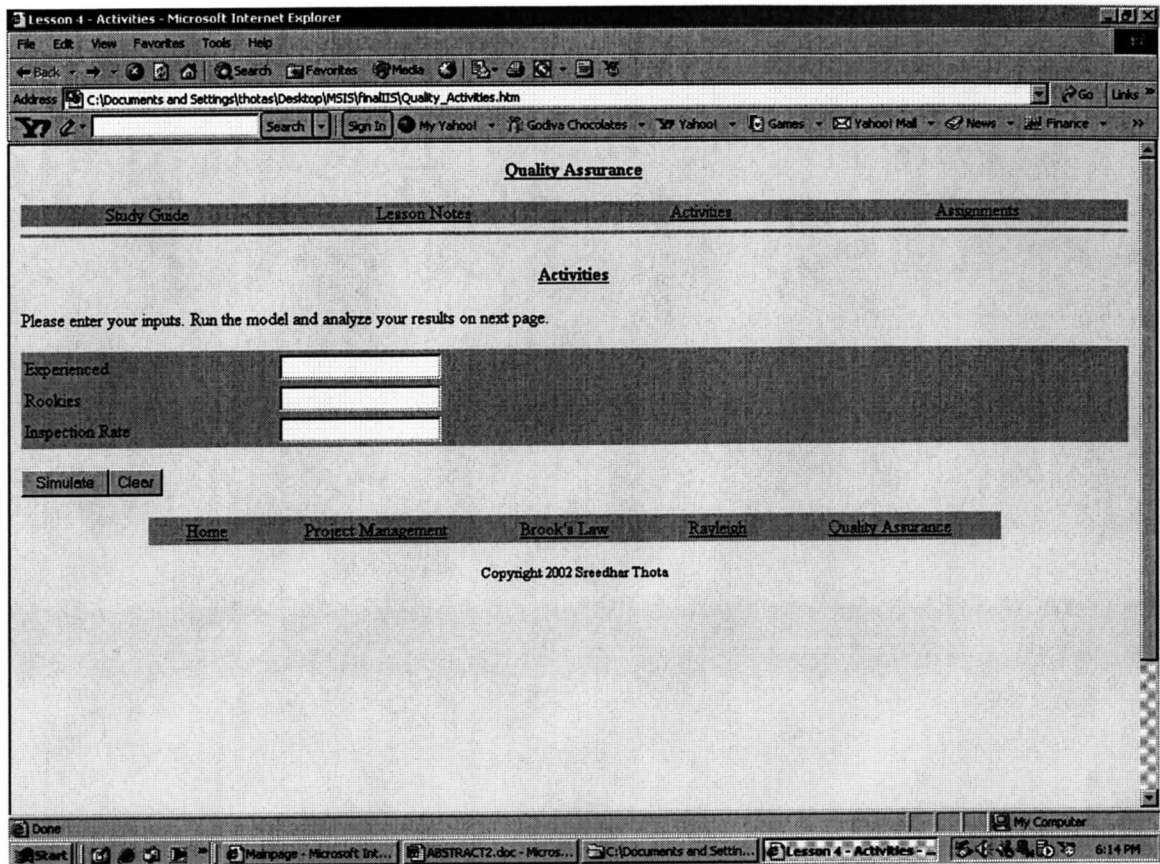 Lesson 4 - Activities - Microsoft Internet Explorer
File Edit View Favorites Tools Help
Back Search Favorites Media
Address C:\Documents and Settings\thotas\Desktop\MSIS\finalIIS\Quality_Activities.htm Go Links »
Y7 Search Sign In My Yahoo! Godiva Chocolates Yahoo! Games Yahoo! Mail News Finance »
Quality Assurance
Study Guide Lesson Notes Activities Assignments
Activities
Please enter your inputs. Run the model and analyze your results on next page.
Experienced
Rookies
Inspection Rate
Simulate Clear
Home Project Management Brook's Law Rayleigh Quality Assurance
Copyright 2002 Sreedhar Thota
Done My Computer
Start » Mainpage - Microsoft Int... ABSTRACT2.doc - Micros... C:\Documents and Settin... Lesson 4 - Activities - ... 6:14 PM